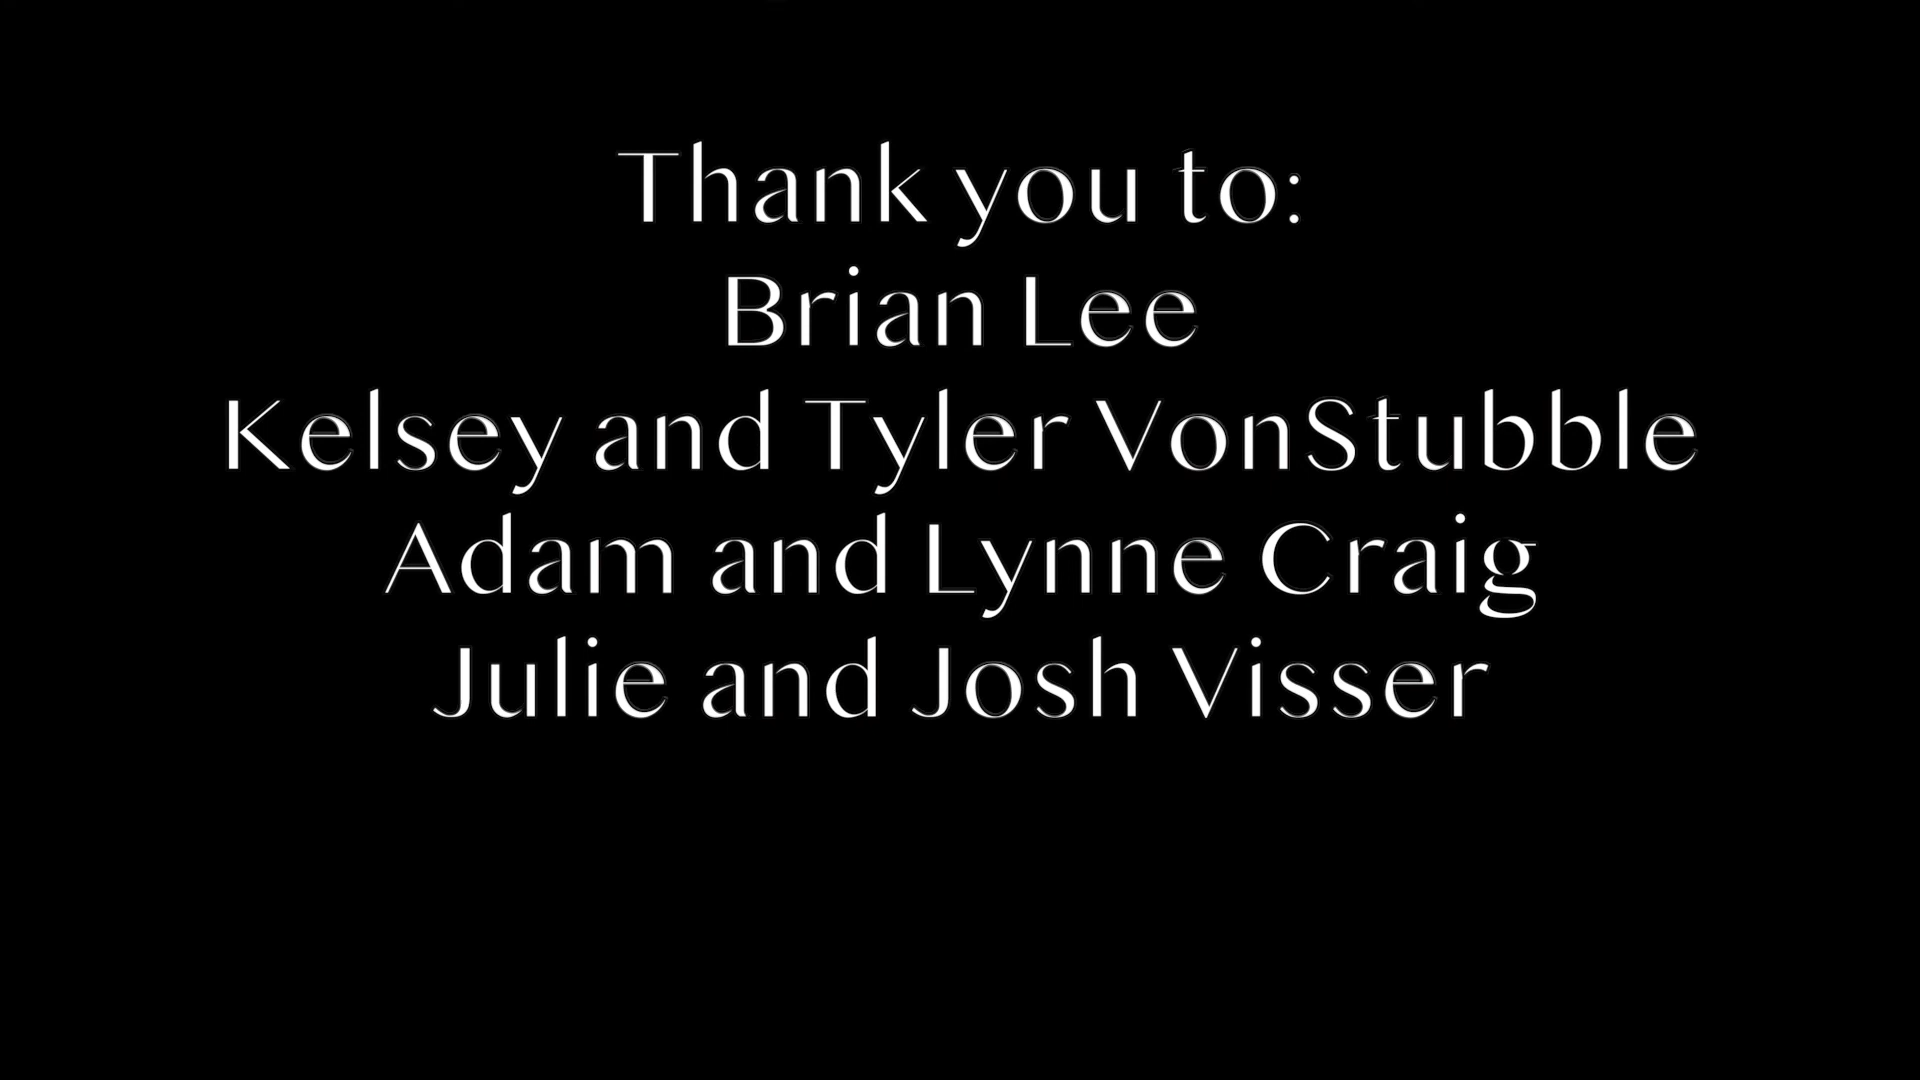 Thank you to:
Brian Lee
Kelsey and Tyler VonStubble
Adam and Lynne Craig
Julie and Josh Visser